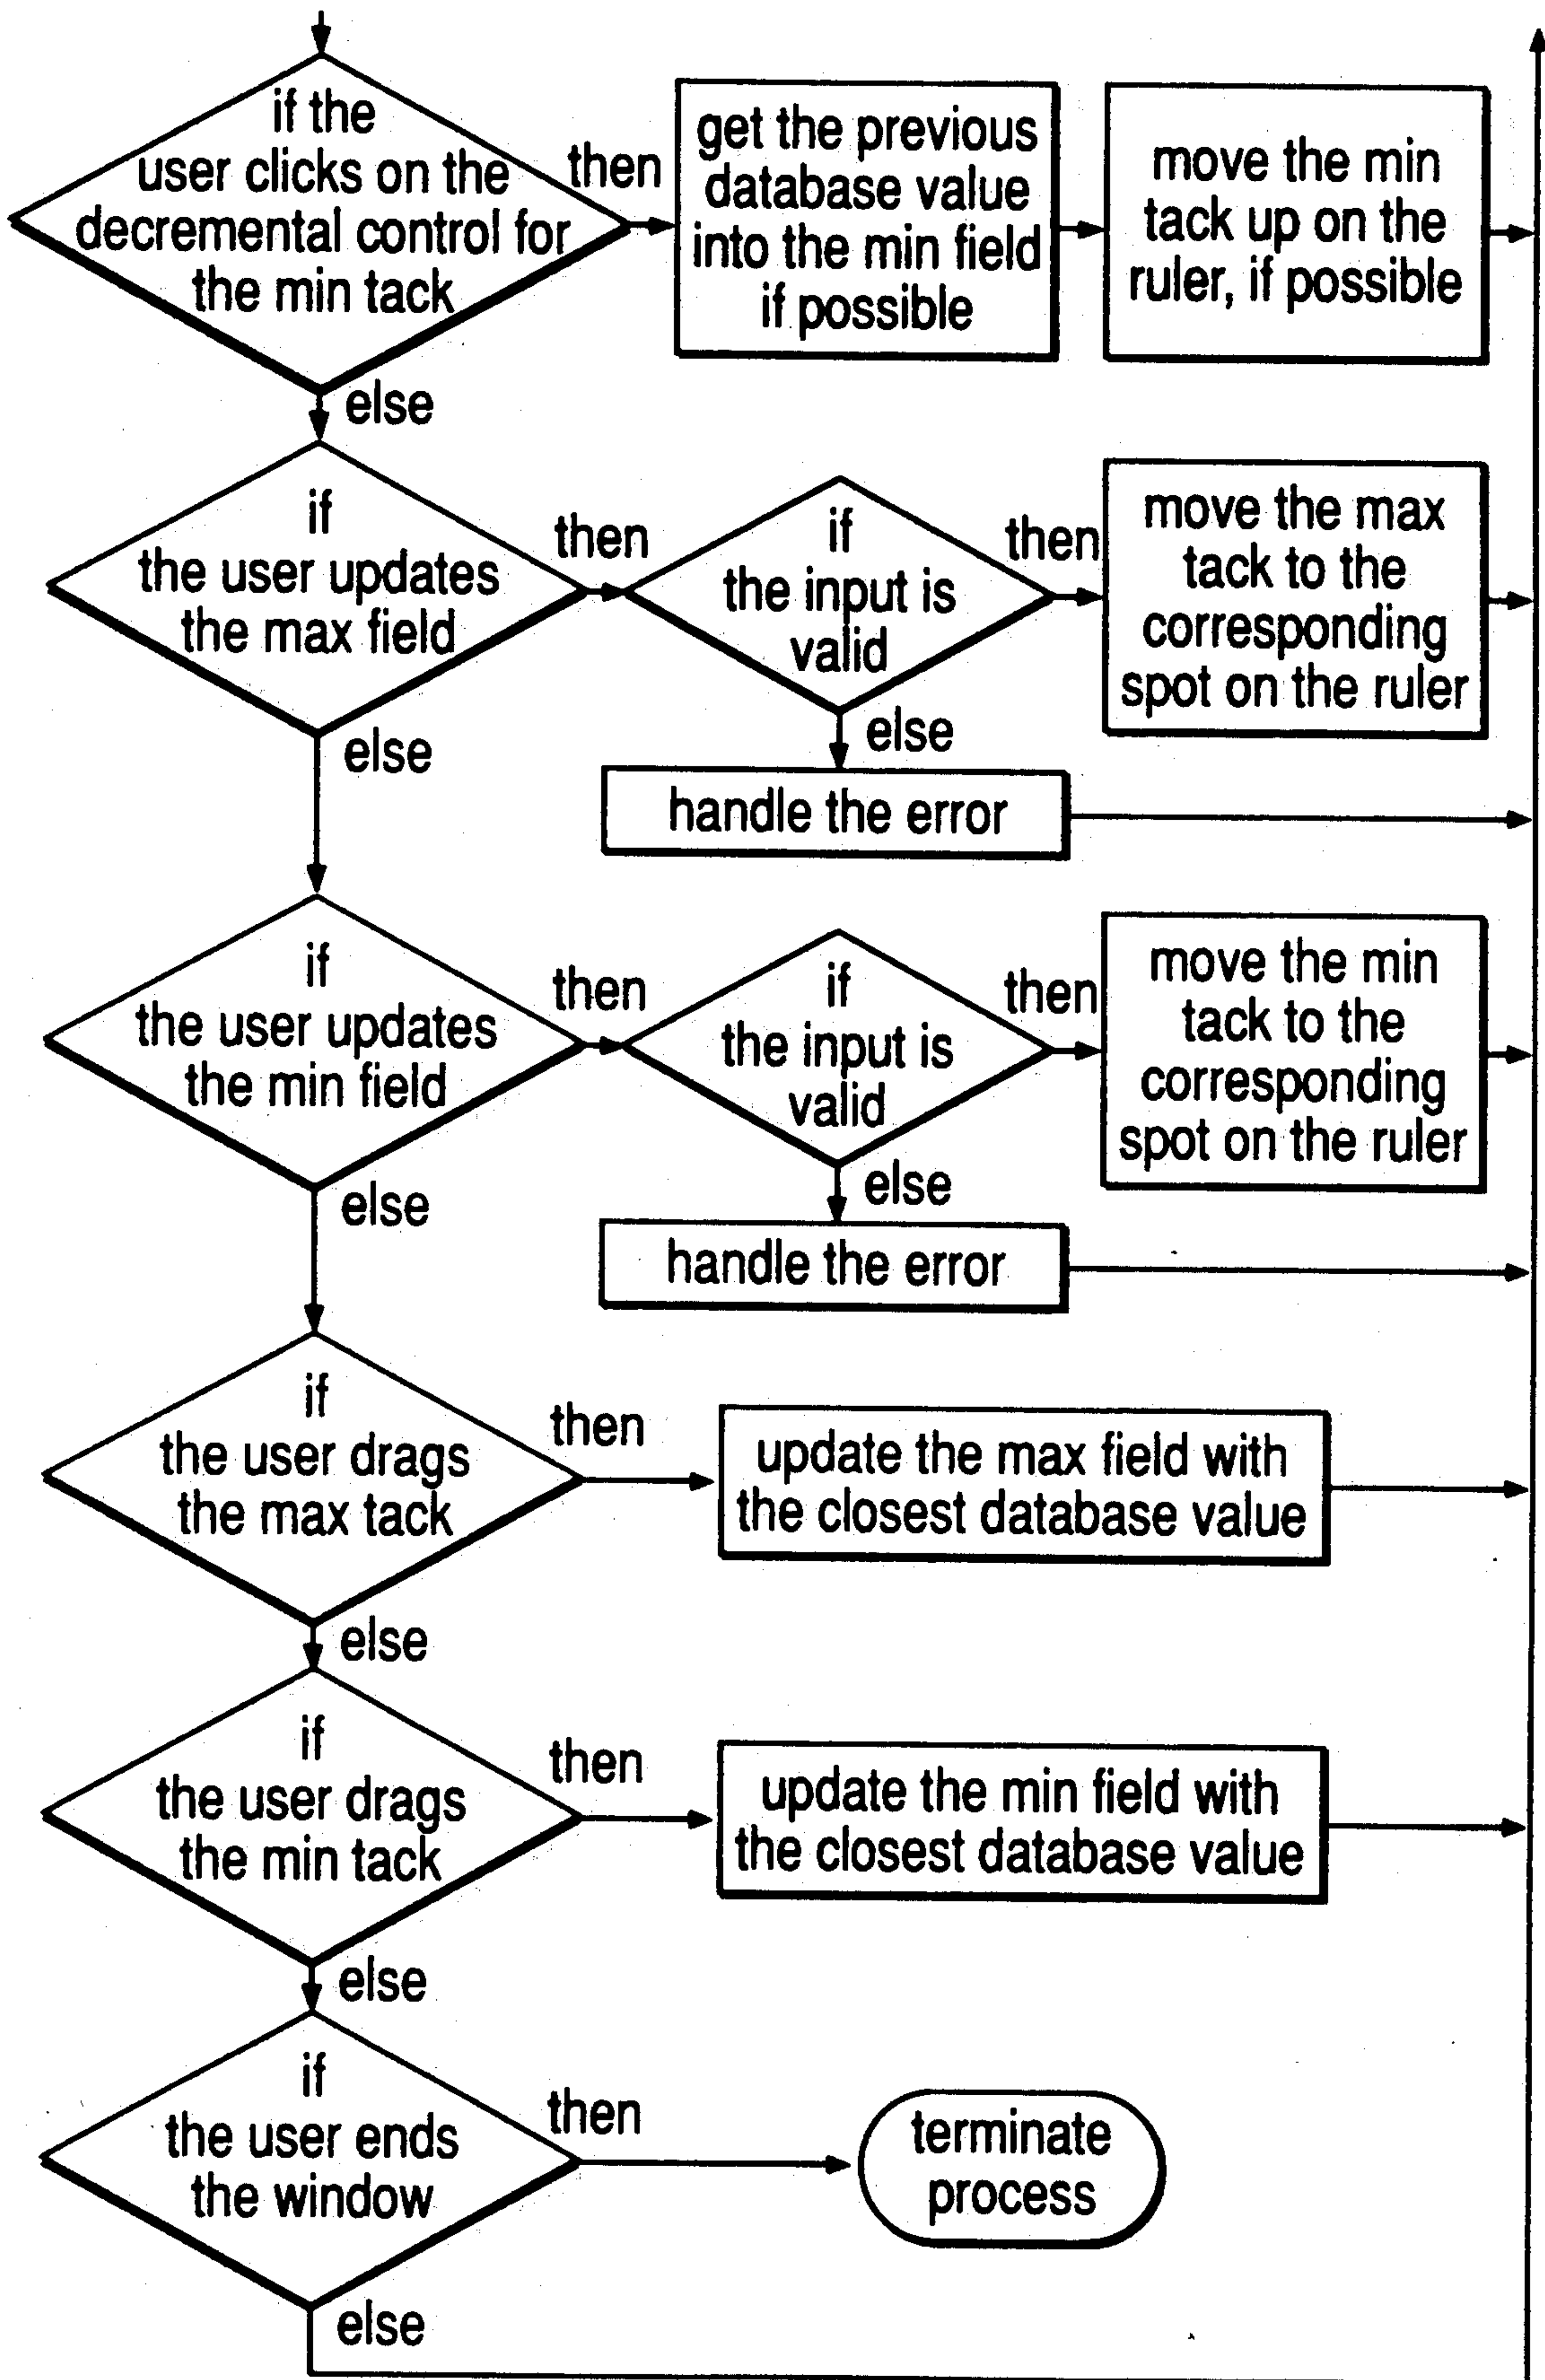 if the
user clicks on the
decremental control for
the min tack
then
get the previous
database value
into the min field
if possible
move the min
tack up on the
ruler, if possible
else
if
the user updates
the max field
then
if
the input is
valid
then
move the max
tack to the
corresponding
spot on the ruler
else
handle the error
else
if
the user updates
the min field
then
if
the input is
valid
then
move the min
tack to the
corresponding
spot on the ruler
else
handle the error
else
if
the user drags
the max tack
then
update the max field with
the closest database value
else
if
the user drags
the min tack
then
update the min field with
the closest database value
else
if
the user ends
the window
then
terminate
process
else